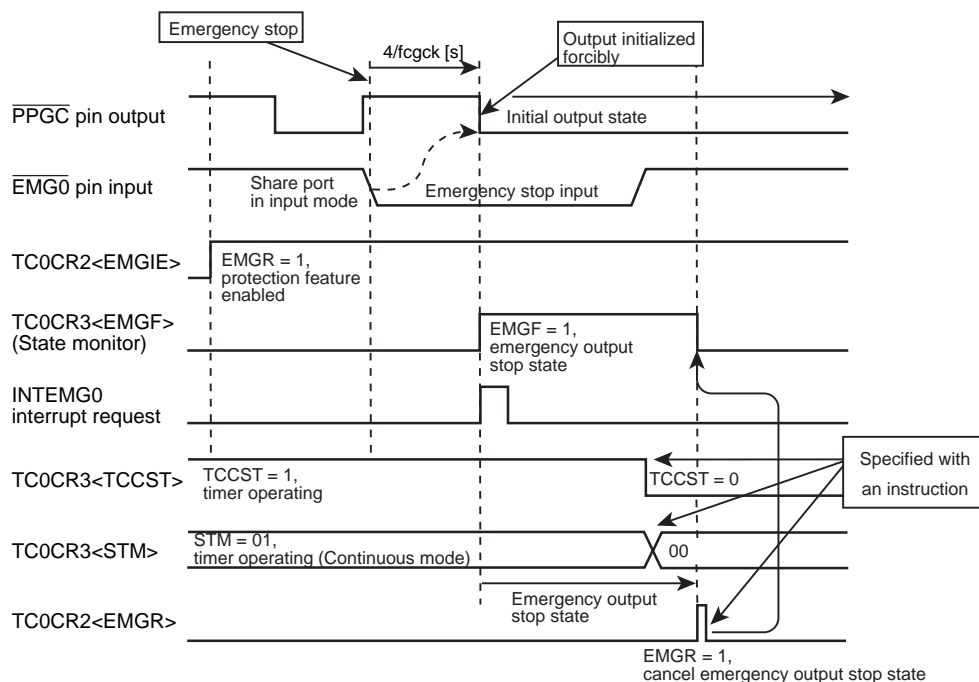 Emergency stop
4/fcgck [s]
Output initialized
forcibly
PPGC pin output
Initial output state
EMG0 pin input
Share port
in input mode
Emergency stop input
TC0CR2<EMGIE>
EMGR = 1,
protection feature
enabled
TC0CR3<EMGF>
(State monitor)
EMGF = 1,
emergency output
stop state
INTEMG0
interrupt request
TC0CR3<TCCST>
TCCST = 1,
timer operating
TCCST = 0
Specified with
an instruction
TC0CR3<STM>
STM = 01,
timer operating (Continuous mode)
00
Emergency output
stop state
TC0CR2<EMGR>
EMGR = 1,
cancel emergency output stop state